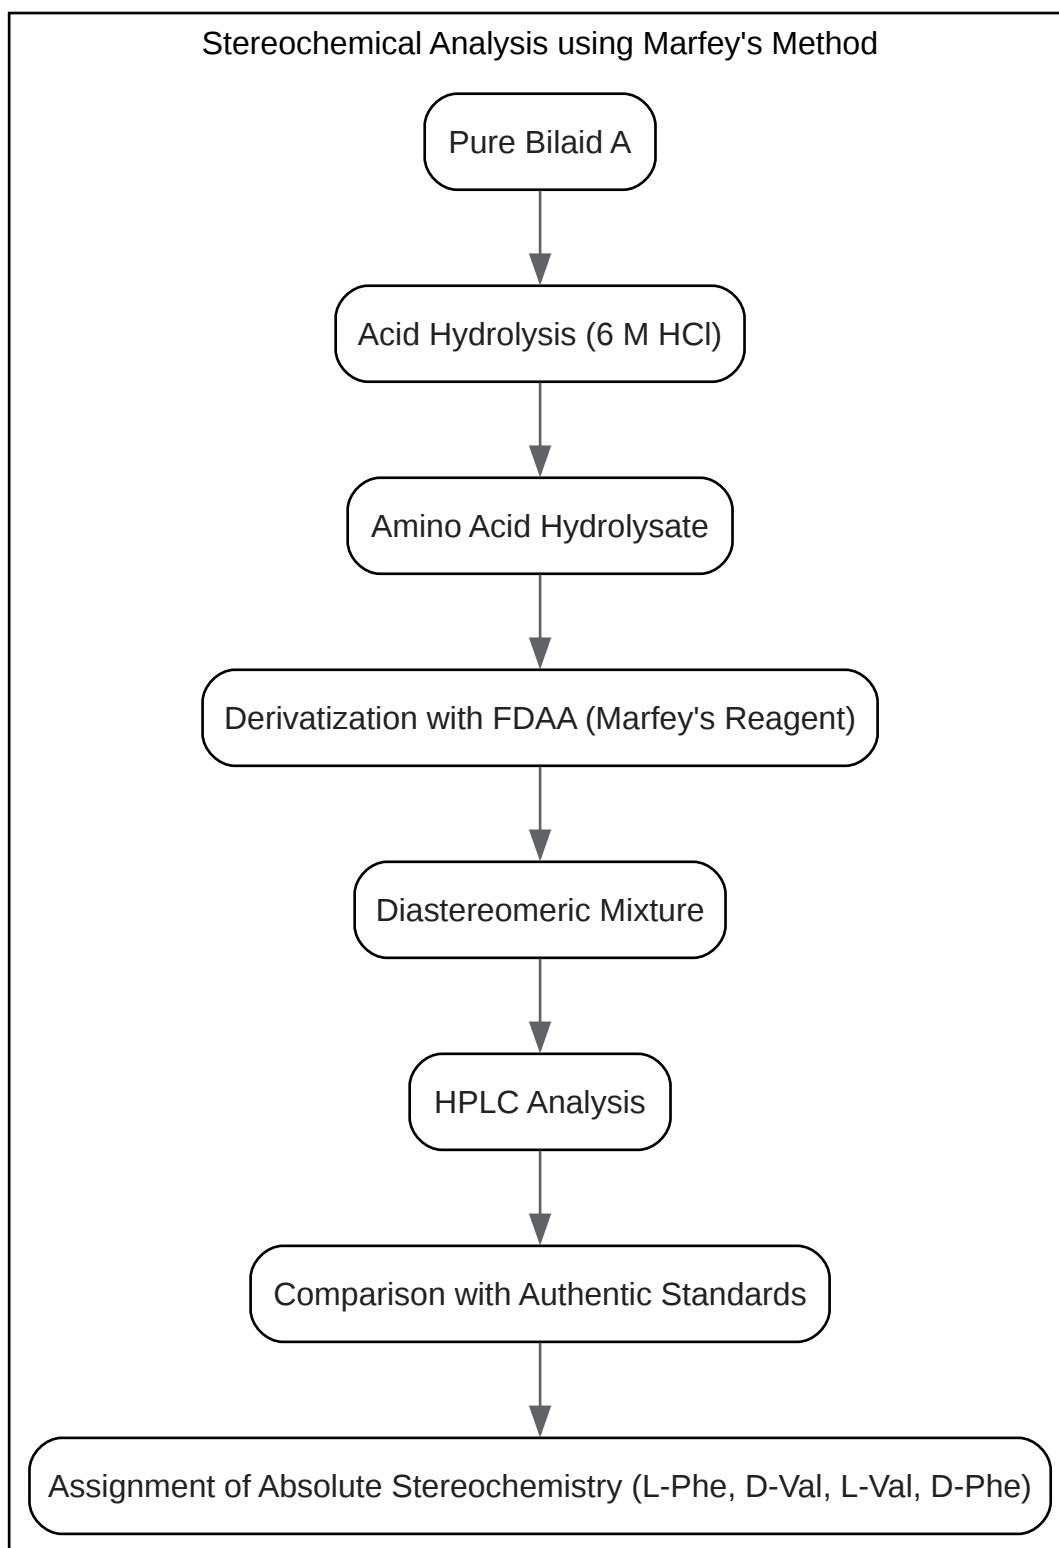 Stereochemical Analysis using Marfey's Method
Pure Bilaid A
Acid Hydrolysis (6 M HCl)
Amino Acid Hydrolysate
Derivatization with FDAA (Marfey's Reagent)
Diastereomeric Mixture
HPLC Analysis
Comparison with Authentic Standards
Assignment of Absolute Stereochemistry (L-Phe, D-Val, L-Val, D-Phe)